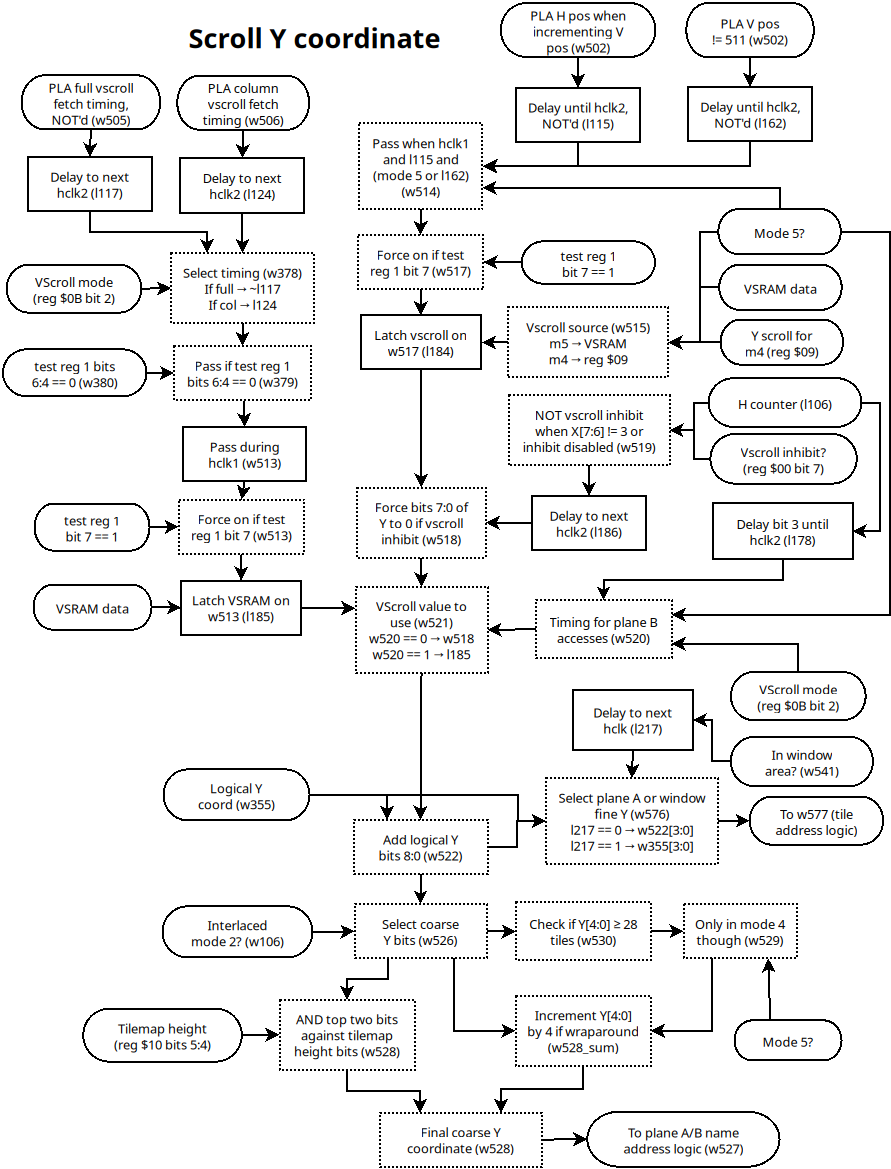 Scroll Y coordinate
PLA H pos when
incrementing V
pos (w502)
PLA V pos
!= 511 (w502)
PLA full vscroll
fetch timing,
NOT'd (w505)
PLA column
vscroll fetch
timing (w506)
Delay until hclk2,
NOT'd (l115)
Delay until hclk2,
NOT'd (l162)
Pass when hclk1
and l115 and
(mode 5 or l162)
(w514)
Delay to next
hclk2 (l117)
Delay to next
hclk2 (l124)
Mode 5?
Select timing (w378)
If full → ~l117
If col → l124
VScroll mode
(reg $0B bit 2)
Force on if test
reg 1 bit 7 (w517)
test reg 1
bit 7 == 1
VSRAM data
Latch vscroll on
w517 (l184)
Vscroll source (w515)
m5 → VSRAM
m4 → reg $09
Y scroll for
m4 (reg $09)
test reg 1 bits
6:4 == 0 (w380)
Pass if test reg 1
bits 6:4 == 0 (w379)
NOT vscroll inhibit
when X[7:6] != 3 or
inhibit disabled (w519)
H counter (l106)
Vscroll inhibit?
(reg $00 bit 7)
Pass during
hclk1 (w513)
test reg 1
bit 7 == 1
Force on if test
reg 1 bit 7 (w513)
Force bits 7:0 of
Y to 0 if vscroll
inhibit (w518)
Delay to next
hclk2 (l186)
Delay bit 3 until
hclk2 (l178)
VSRAM data
Latch VSRAM on
w513 (l185)
VScroll value to
use (w521)
w520 == 0 → w518
w520 == 1 → l185
Timing for plane B
accesses (w520)
VScroll mode
(reg $0B bit 2)
Delay to next
hclk (l217)
In window
area? (w541)
Logical Y
coord (w355)
Select plane A or window
fine Y (w576)
l217 == 0 → w522[3:0]
l217 == 1 → w355[3:0]
To w577 (tile
address logic)
Add logical Y
bits 8:0 (w522)
Interlaced
mode 2? (w106)
Select coarse
Y bits (w526)
Check if Y[4:0] ≥ 28
tiles (w530)
Only in mode 4
though (w529)
Tilemap height
(reg $10 bits 5:4)
AND top two bits
against tilemap
height bits (w528)
Increment Y[4:0]
by 4 if wraparound
(w528_sum)
Mode 5?
Final coarse Y
coordinate (w528)
To plane A/B name
address logic (w527)